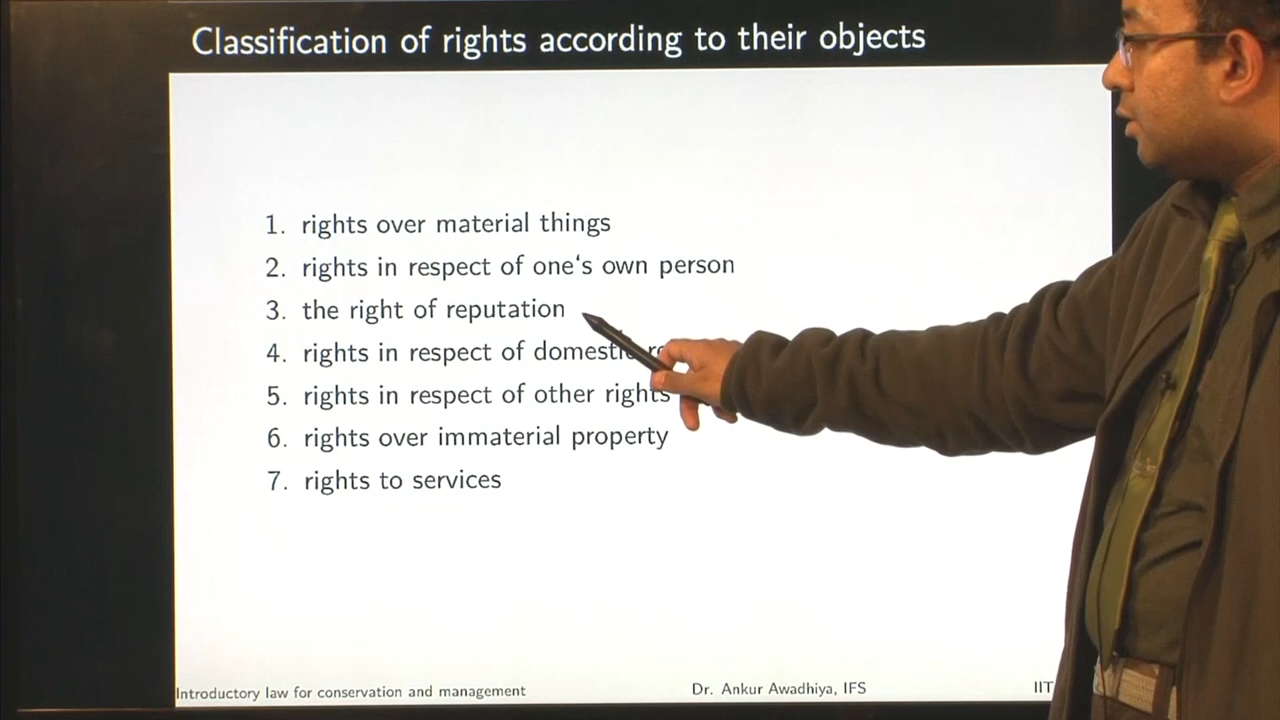 Classification of rights according to their objects
1. rights over material things
2. rights in respect of one‘s own person
3. the right of reputation
4. rights in respect of
5. rights in respect of other rights
6. rights over immaterial property
7. rights to services
Introductory law for conservation and management Dr. Ankur Awadhiya, IFS IIT